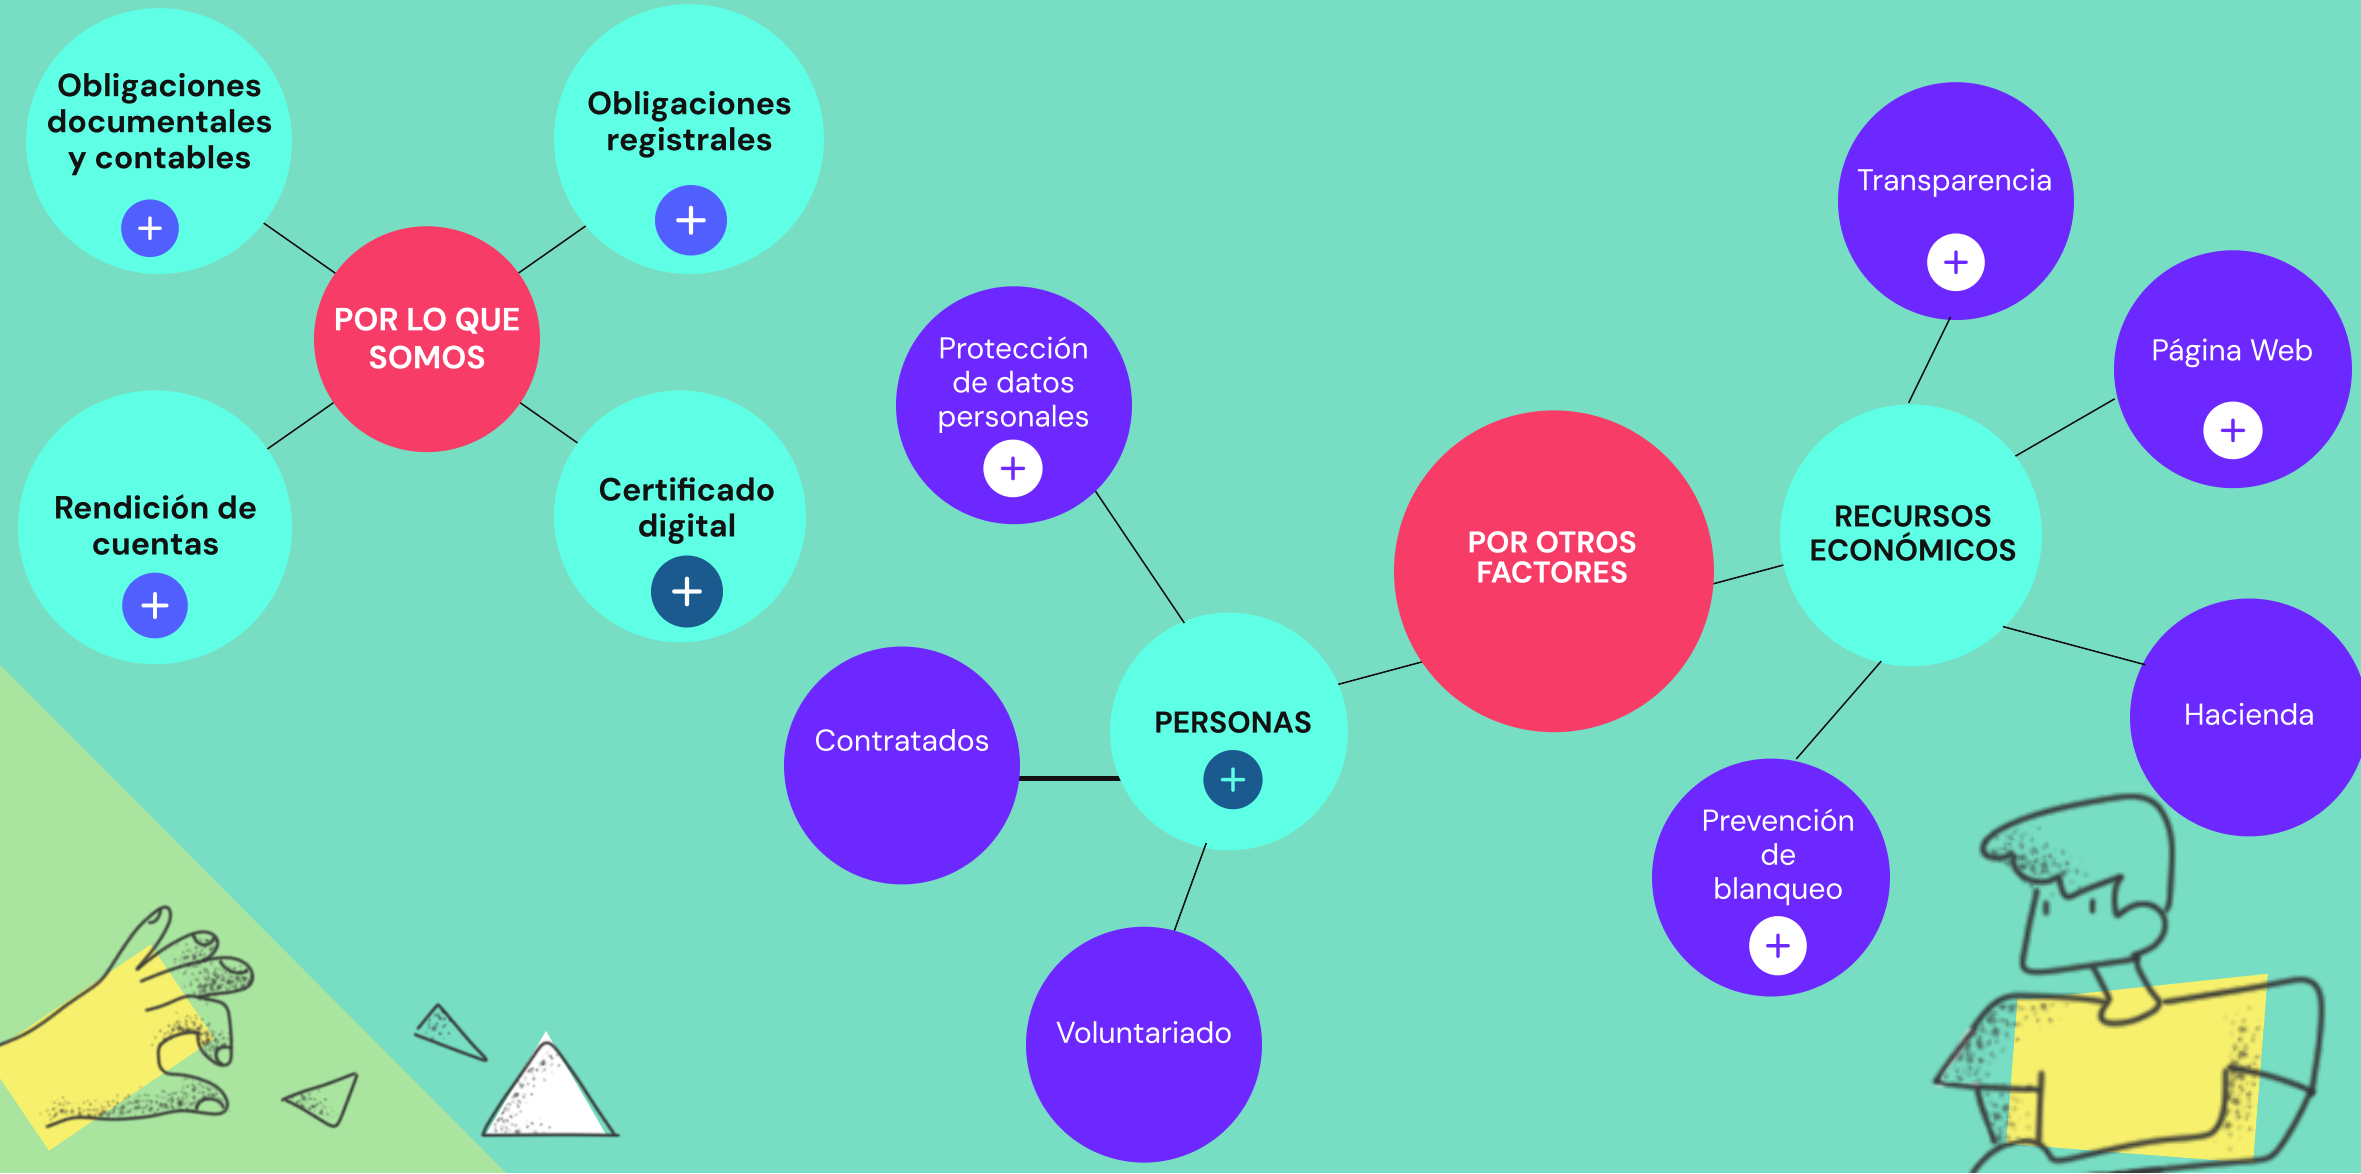 Obligaciones
documentales
y contables
Obligaciones
registrales
POR LO QUE
SOMOS
Rendición de
cuentas
Certificado
digital
Protección
de datos
personales
Contratados
PERSONAS
Voluntariado
POR OTROS
FACTORES
Transparencia
Página Web
RECURSOS
ECONÓMICOS
Hacienda
Prevención
de
blanqueo